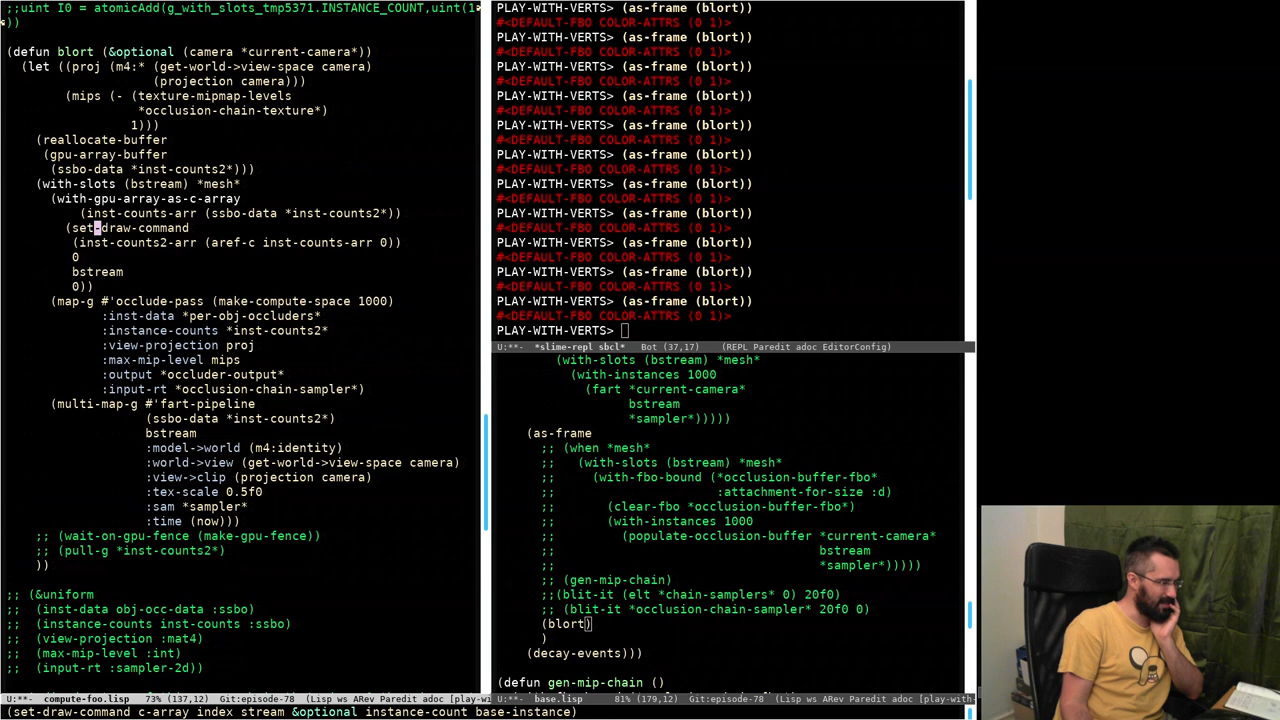 ;;uint I0 = atomicAdd(g_with_slots_tmp5371.INSTANCE_COUNT,uint(1
))
(defun blort (&optional (camera *current-camera*))
(let ((proj (m4:* (get-world->view-space camera)
(projection camera)))
(mips (- (texture-mipmap-levels
*occlusion-chain-texture*)
1)))
(reallocate-buffer
(gpu-array-buffer
(ssbo-data *inst-counts2*)))
(with-slots (bstream) *mesh*
(with-gpu-array-as-c-array
(inst-counts-arr (ssbo-data *inst-counts2*))
(set-draw-command
(inst-counts2-arr (aref-c inst-counts-arr 0))
0
bstream
0))
(map-g #'occlude-pass (make-compute-space 1000)
:inst-data *per-obj-occluders*
:instance-counts *inst-counts2*
:view-projection proj
:max-mip-level mips
:output *occluder-output*
:input-rt *occlusion-chain-sampler*)
(multi-map-g #'fart-pipeline
(ssbo-data *inst-counts2*)
bstream
:model->world (m4:identity)
:world->view (get-world->view-space camera)
:view->clip (projection camera)
:tex-scale 0.5f0
:sam *sampler*
:time (now)))
;; (wait-on-gpu-fence (make-gpu-fence))
;; (pull-g *inst-counts2*)
))
;; (&uniform
;;  (inst-data obj-occ-data :ssbo)
;;  (instance-counts inst-counts :ssbo)
;;  (view-projection :mat4)
;;  (max-mip-level :int)
;;  (input-rt :sampler-2d))
U:**-  compute-foo.lisp   73% (137,12)  Git:episode-78  (Lisp ws ARev Paredit adoc [play-wi
PLAY-WITH-VERTS> (as-frame (blort))
#<DEFAULT-FBO COLOR-ATTRS (0 1)>
PLAY-WITH-VERTS> (as-frame (blort))
#<DEFAULT-FBO COLOR-ATTRS (0 1)>
PLAY-WITH-VERTS> (as-frame (blort))
#<DEFAULT-FBO COLOR-ATTRS (0 1)>
PLAY-WITH-VERTS> (as-frame (blort))
#<DEFAULT-FBO COLOR-ATTRS (0 1)>
PLAY-WITH-VERTS> (as-frame (blort))
#<DEFAULT-FBO COLOR-ATTRS (0 1)>
PLAY-WITH-VERTS> (as-frame (blort))
#<DEFAULT-FBO COLOR-ATTRS (0 1)>
PLAY-WITH-VERTS> (as-frame (blort))
#<DEFAULT-FBO COLOR-ATTRS (0 1)>
PLAY-WITH-VERTS> (as-frame (blort))
#<DEFAULT-FBO COLOR-ATTRS (0 1)>
PLAY-WITH-VERTS> (as-frame (blort))
#<DEFAULT-FBO COLOR-ATTRS (0 1)>
PLAY-WITH-VERTS> (as-frame (blort))
#<DEFAULT-FBO COLOR-ATTRS (0 1)>
PLAY-WITH-VERTS> (as-frame (blort))
#<DEFAULT-FBO COLOR-ATTRS (0 1)>
PLAY-WITH-VERTS>
U:**-  *slime-repl sbcl*   Bot (37,17)   (REPL Paredit adoc EditorConfig)
(with-slots (bstream) *mesh*
(with-instances 1000
(fart *current-camera*
bstream
*sampler*)))))
(as-frame
;; (when *mesh*
;;   (with-slots (bstream) *mesh*
;;     (with-fbo-bound (*occlusion-buffer-fbo*
;;                      :attachment-for-size :d)
;;       (clear-fbo *occlusion-buffer-fbo*)
;;       (with-instances 1000
;;         (populate-occlusion-buffer *current-camera*
;;                                    bstream
;;                                    *sampler*)))))
;; (gen-mip-chain)
;;(blit-it (elt *chain-samplers* 0) 20f0)
;; (blit-it *occlusion-chain-sampler* 20f0 0)
(blort)
)
(decay-events)))
(defun gen-mip-chain ()
U:**-  base.lisp      81% (179,12)   Git:episode-78  (Lisp ws ARev Paredit adoc [play-with-
(set-draw-command c-array index stream &optional instance-count base-instance)